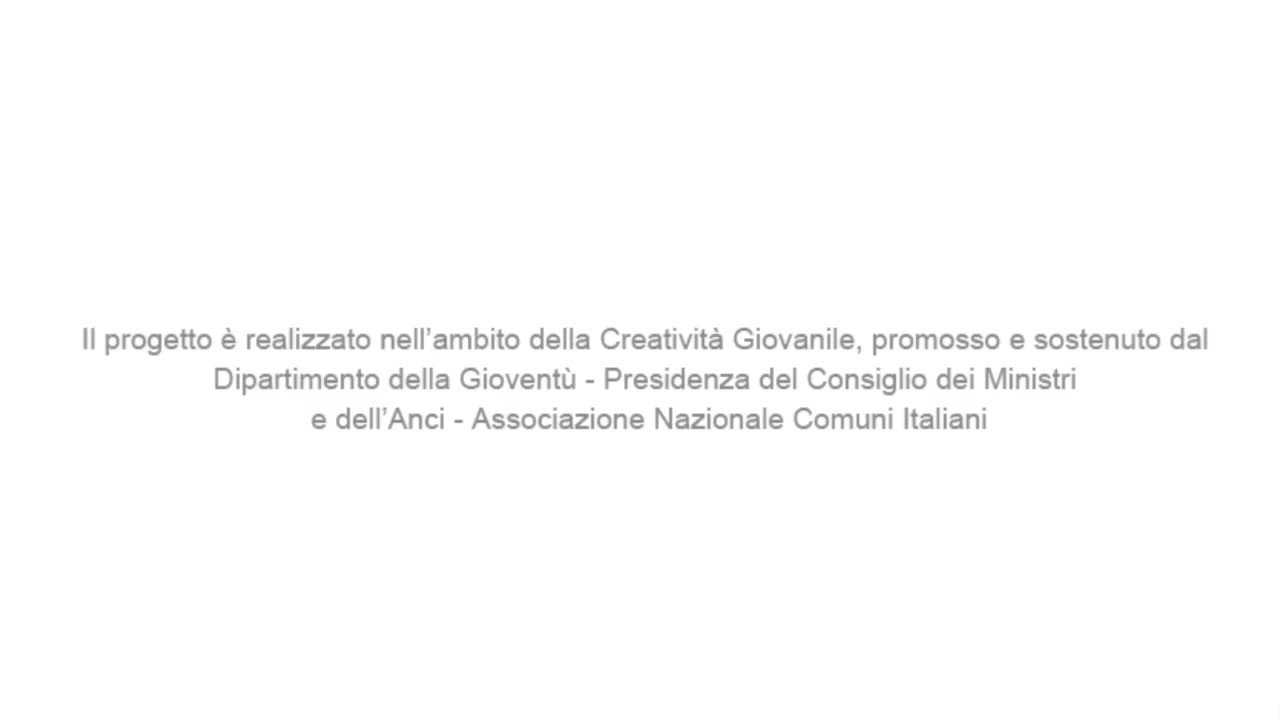 Il progetto è realizzato nell’ambito della Creatività Giovanile, promosso e sostenuto dal
Dipartimento della Gioventù - Presidenza del Consiglio dei Ministri
e dell’Anci - Associazione Nazionale Comuni Italiani